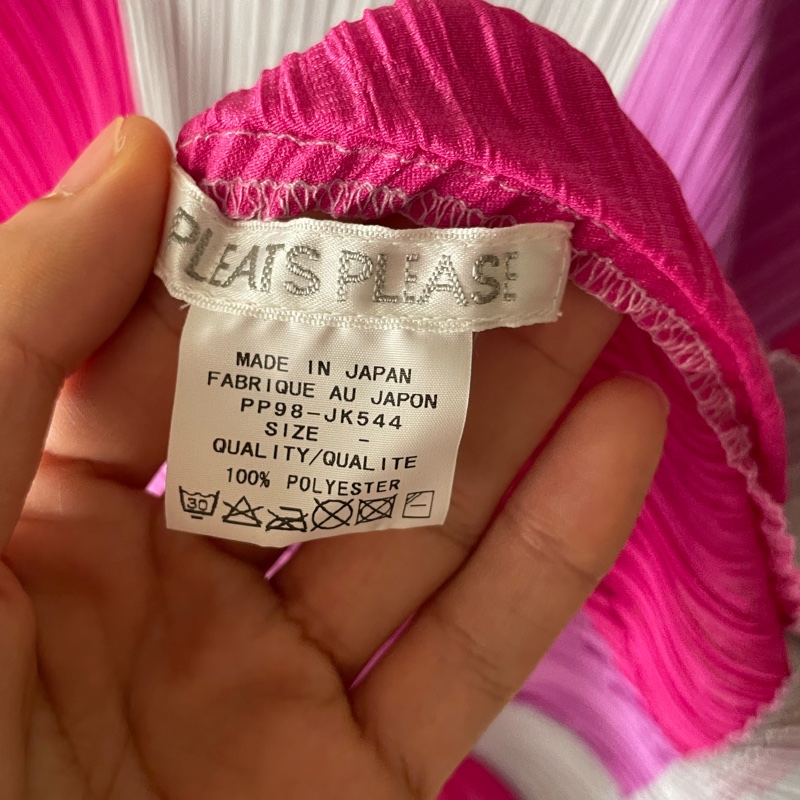 PLEATS PLEASE
MADE IN JAPAN
FABRIQUE AU JAPON
PP98-JK544
SIZE -
QUALITY/QUALITE
100% POLYESTER
30